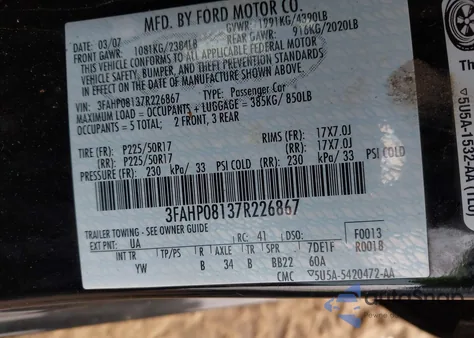 MFD. BY FORD MOTOR CO.
DATE: 03/07 GVWR: 1991KG/4390LB
FRONT GAWR: 1081KG/2384LB REAR GAWR: 916KG/2020LB
THIS VEHICLE CONFORMS TO ALL APPLICABLE FEDERAL MOTOR
VEHICLE SAFETY, BUMPER, AND THEFT PREVENTION STANDARDS
IN EFFECT ON THE DATE OF MANUFACTURE SHOWN ABOVE.
VIN: 3FAHP08137R226867 TYPE: Passenger Car
MAXIMUM LOAD = OCCUPANTS + LUGGAGE = 385KG/850LB
OCCUPANTS = 5 TOTAL: 2 FRONT, 3 REAR
TIRE (FR): P225/50R17 RIMS (FR): 17X7.0J
TIRE (RR): P225/50R17 (RR): 17X7.0J
PRESSURE (FR): 230 kPa/ 33 PSI COLD (RR): 230 kPa/ 33 PSI COLD
3FAHP08137R226867
TRAILER TOWING - SEE OWNER GUIDE
EXT PNT: UA RC: 41 DSO: F0013
INT TR TP/PS R AXLE TR SPR 7DE1F R0018
YW B 34 B BB22 60A
CMC 5U5A-5420472-AA
5U5A-15324AA (TLD)